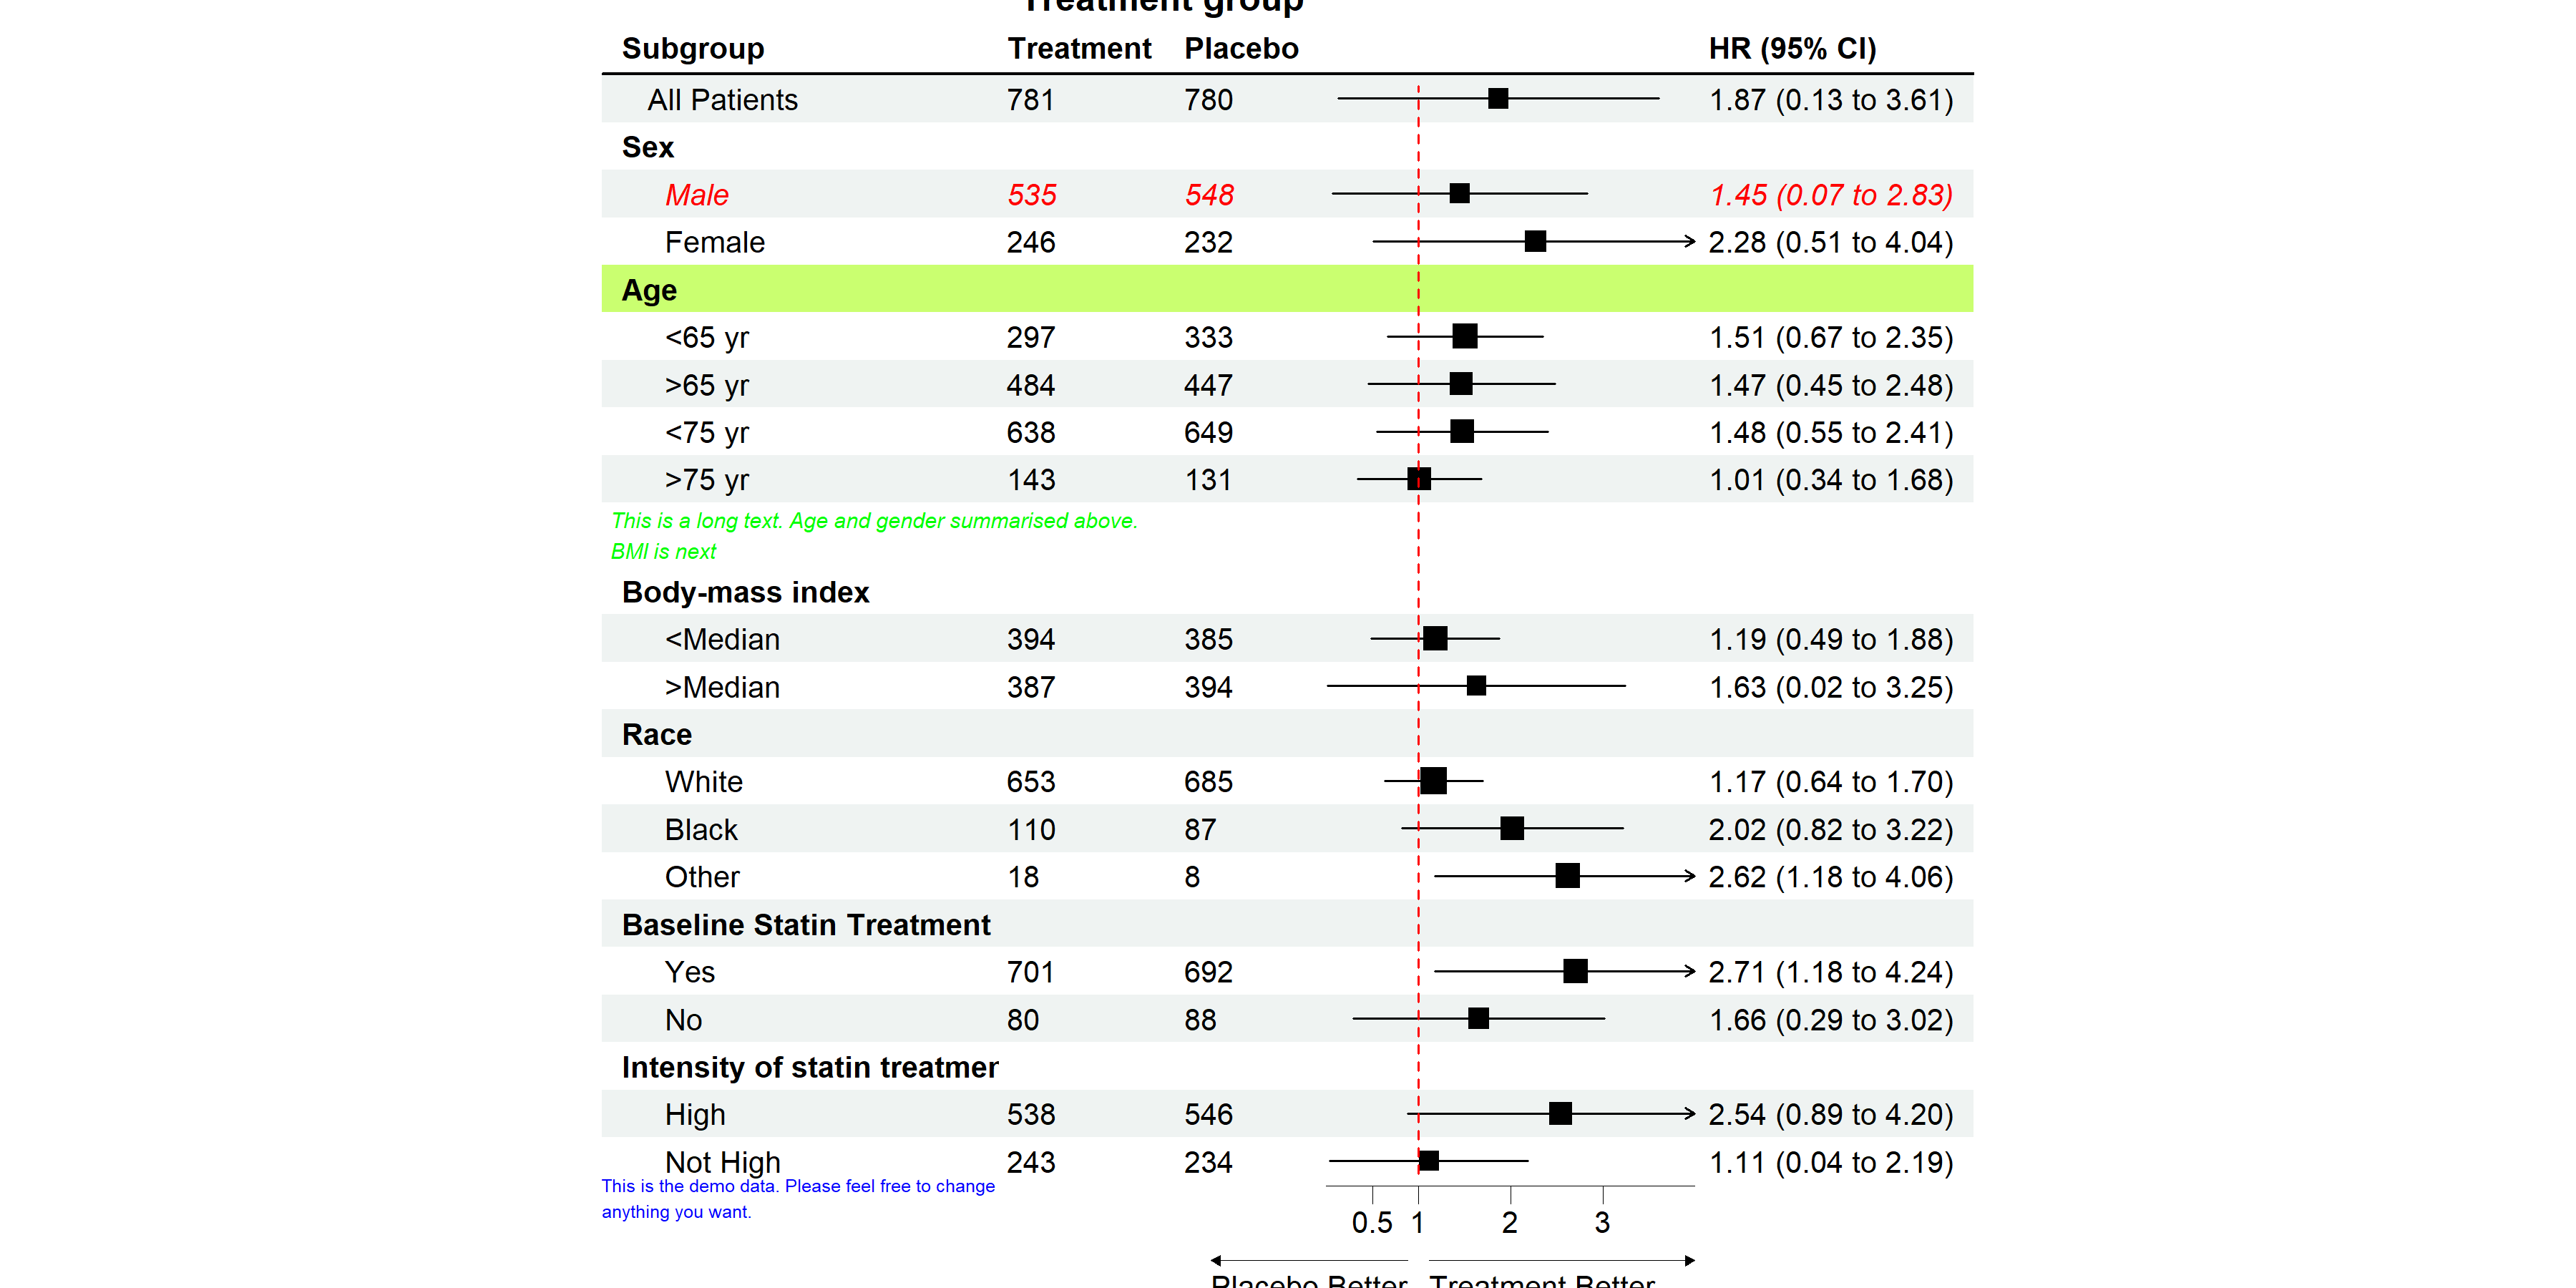 Treatment group
Subgroup Treatment Placebo HR (95% CI)
All Patients 781 780 1.87 (0.13 to 3.61)
Sex
Male 535 548 1.45 (0.07 to 2.83)
Female 246 232 2.28 (0.51 to 4.04)
Age
<65 yr 297 333 1.51 (0.67 to 2.35)
>65 yr 484 447 1.47 (0.45 to 2.48)
<75 yr 638 649 1.48 (0.55 to 2.41)
>75 yr 143 131 1.01 (0.34 to 1.68)
This is a long text. Age and gender summarised above.
BMI is next
Body-mass index
<Median 394 385 1.19 (0.49 to 1.88)
>Median 387 394 1.63 (0.02 to 3.25)
Race
White 653 685 1.17 (0.64 to 1.70)
Black 110 87 2.02 (0.82 to 3.22)
Other 18 8 2.62 (1.18 to 4.06)
Baseline Statin Treatment
Yes 701 692 2.71 (1.18 to 4.24)
No 80 88 1.66 (0.29 to 3.02)
Intensity of statin treatmer
High 538 546 2.54 (0.89 to 4.20)
Not High 243 234 1.11 (0.04 to 2.19)
This is the demo data. Please feel free to change
anything you want.
0.5 1 2 3
Placebo Better Treatment Better